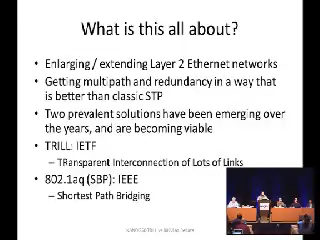 What is this all about?
• Enlarging / extending Layer 2 Ethernet networks
• Getting multipath and redundancy in a way that
is better than classic STP
• Two prevalent solutions have been emerging over
the years, and are becoming viable
• TRILL: IETF
– TRansparent Interconnection of Lots of Links
• 802.1aq (SBP): IEEE
– Shortest Path Bridging